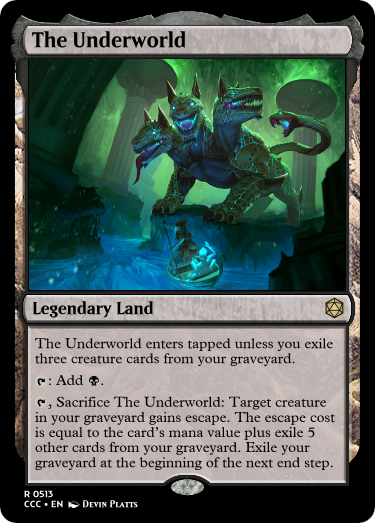 The Underworld
Legendary Land
The Underworld enters tapped unless you exile
three creature cards from your graveyard.
: Add .
, Sacrifice The Underworld: Target creature
in your graveyard gains escape. The escape cost
is equal to the card's mana value plus exile 5
other cards from your graveyard. Exile your
graveyard at the beginning of the next end step.
R 0513
CCC • EN DEVIN PLATTS